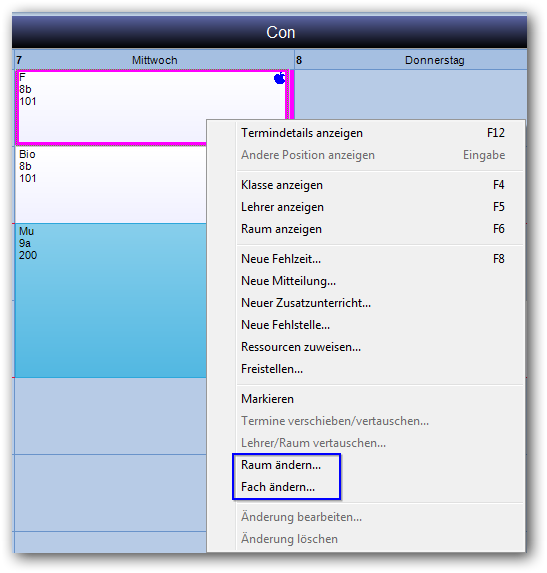 Con
7 Mittwoch 8 Donnerstag
F
8b
101
Bio
8b
101
Mu
9a
200
Termindetails anzeigen F12
Andere Position anzeigen Eingabe
Klasse anzeigen F4
Lehrer anzeigen F5
Raum anzeigen F6
Neue Fehlzeit... F8
Neue Mitteilung...
Neuer Zusatzunterricht...
Neue Fehlstelle...
Ressourcen zuweisen...
Freistellen...
Markieren
Termine verschieben/vertauschen...
Lehrer/Raum vertauschen...
Raum ändern...
Fach ändern...
Änderung bearbeiten...
Änderung löschen